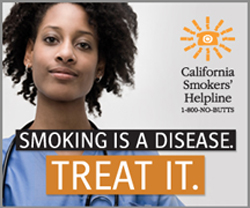 California
Smokers'
Helpline
1-800-NO-BUTTS
SMOKING IS A DISEASE.
TREAT IT.